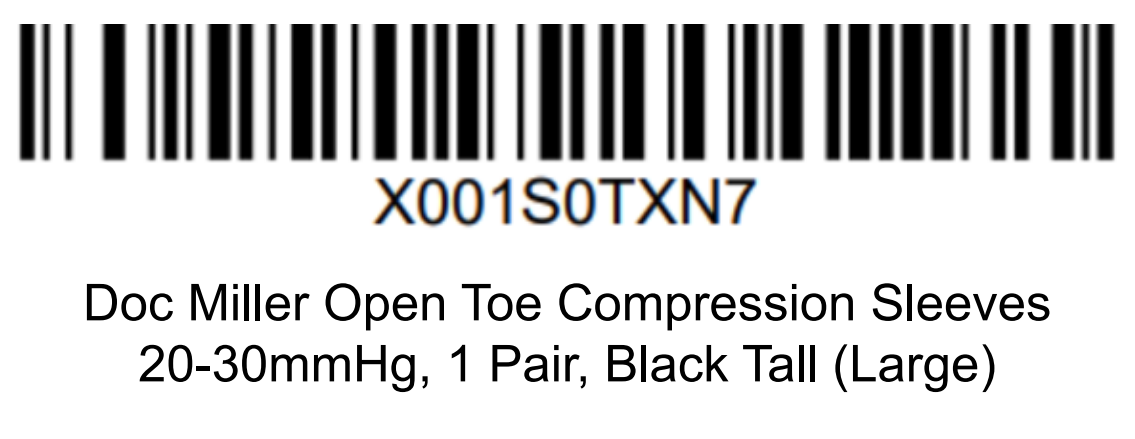 X001S0TXN7
Doc Miller Open Toe Compression Sleeves
20-30mmHg, 1 Pair, Black Tall (Large)